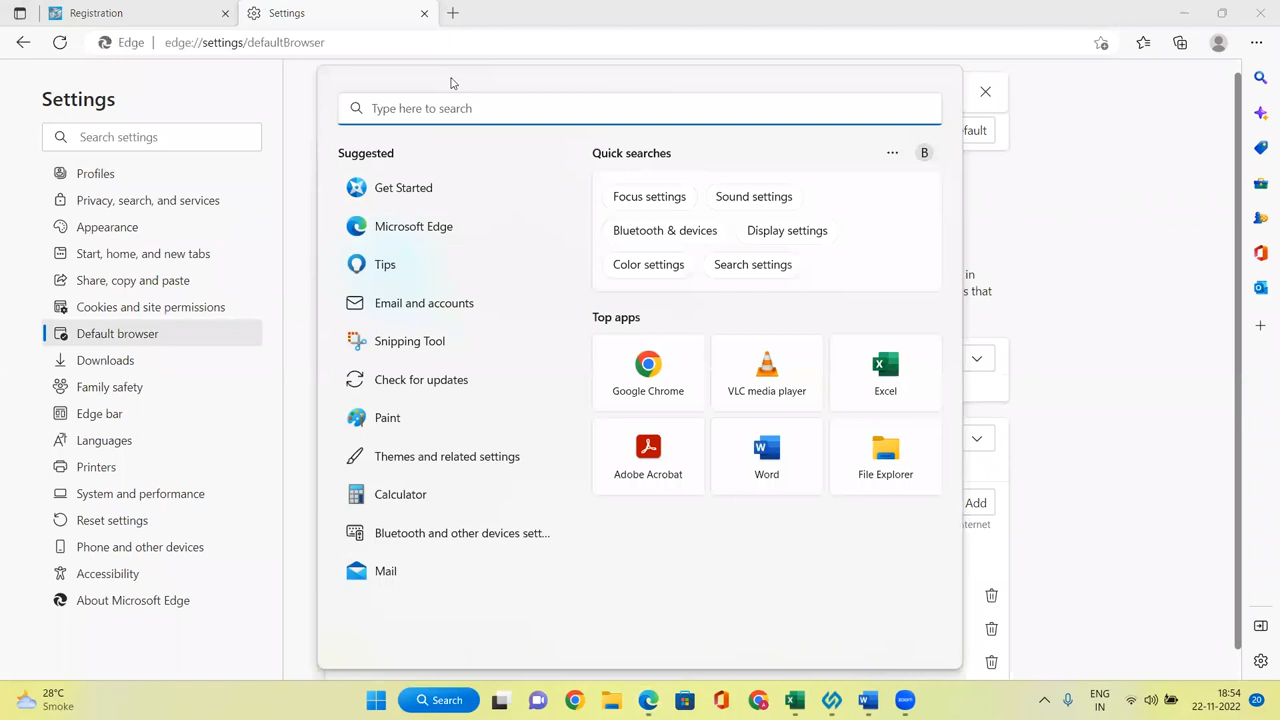 Registration
Settings
Edge
edge://settings/defaultBrowser
Settings
Search settings
Profiles
Privacy, search, and services
Appearance
Start, home, and new tabs
Share, copy and paste
Cookies and site permissions
Default browser
Downloads
Family safety
Edge bar
Languages
Printers
System and performance
Reset settings
Phone and other devices
Accessibility
About Microsoft Edge
Type here to search
Suggested
Get Started
Microsoft Edge
Tips
Email and accounts
Snipping Tool
Check for updates
Paint
Themes and related settings
Calculator
Bluetooth and other devices sett...
Mail
Quick searches
B
Focus settings
Sound settings
Bluetooth & devices
Display settings
Color settings
Search settings
Top apps
Google Chrome
VLC media player
Excel
Adobe Acrobat
Word
File Explorer
fault
in
s that
Add
nternet
28°C
Smoke
Search
zoom
ENG
IN
18:54
22-11-2022
20